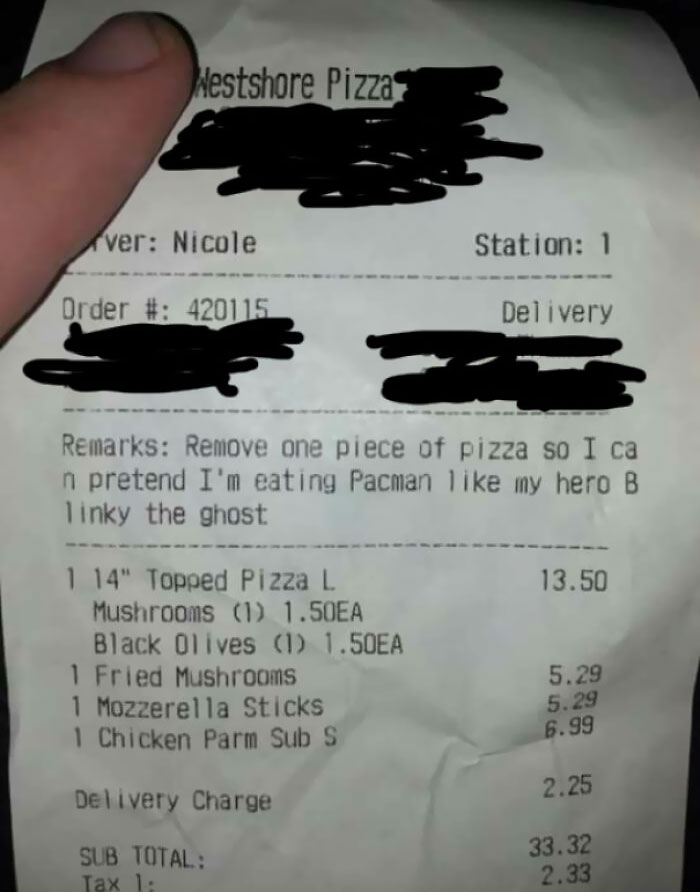 Westshore Pizza
rver: Nicole Station: 1
Order #: 420115 Delivery
Remarks: Remove one piece of pizza so I ca
n pretend I'm eating Pacman like my hero B
linky the ghost
1 14" Topped Pizza L 13.50
Mushrooms (1) 1.50EA
Black Olives (1) 1.50EA
1 Fried Mushrooms 5.29
1 Mozzerella Sticks 5.29
1 Chicken Parm Sub S 6.99
Delivery Charge 2.25
SUB TOTAL: 33.32
Tax 1: 2.33